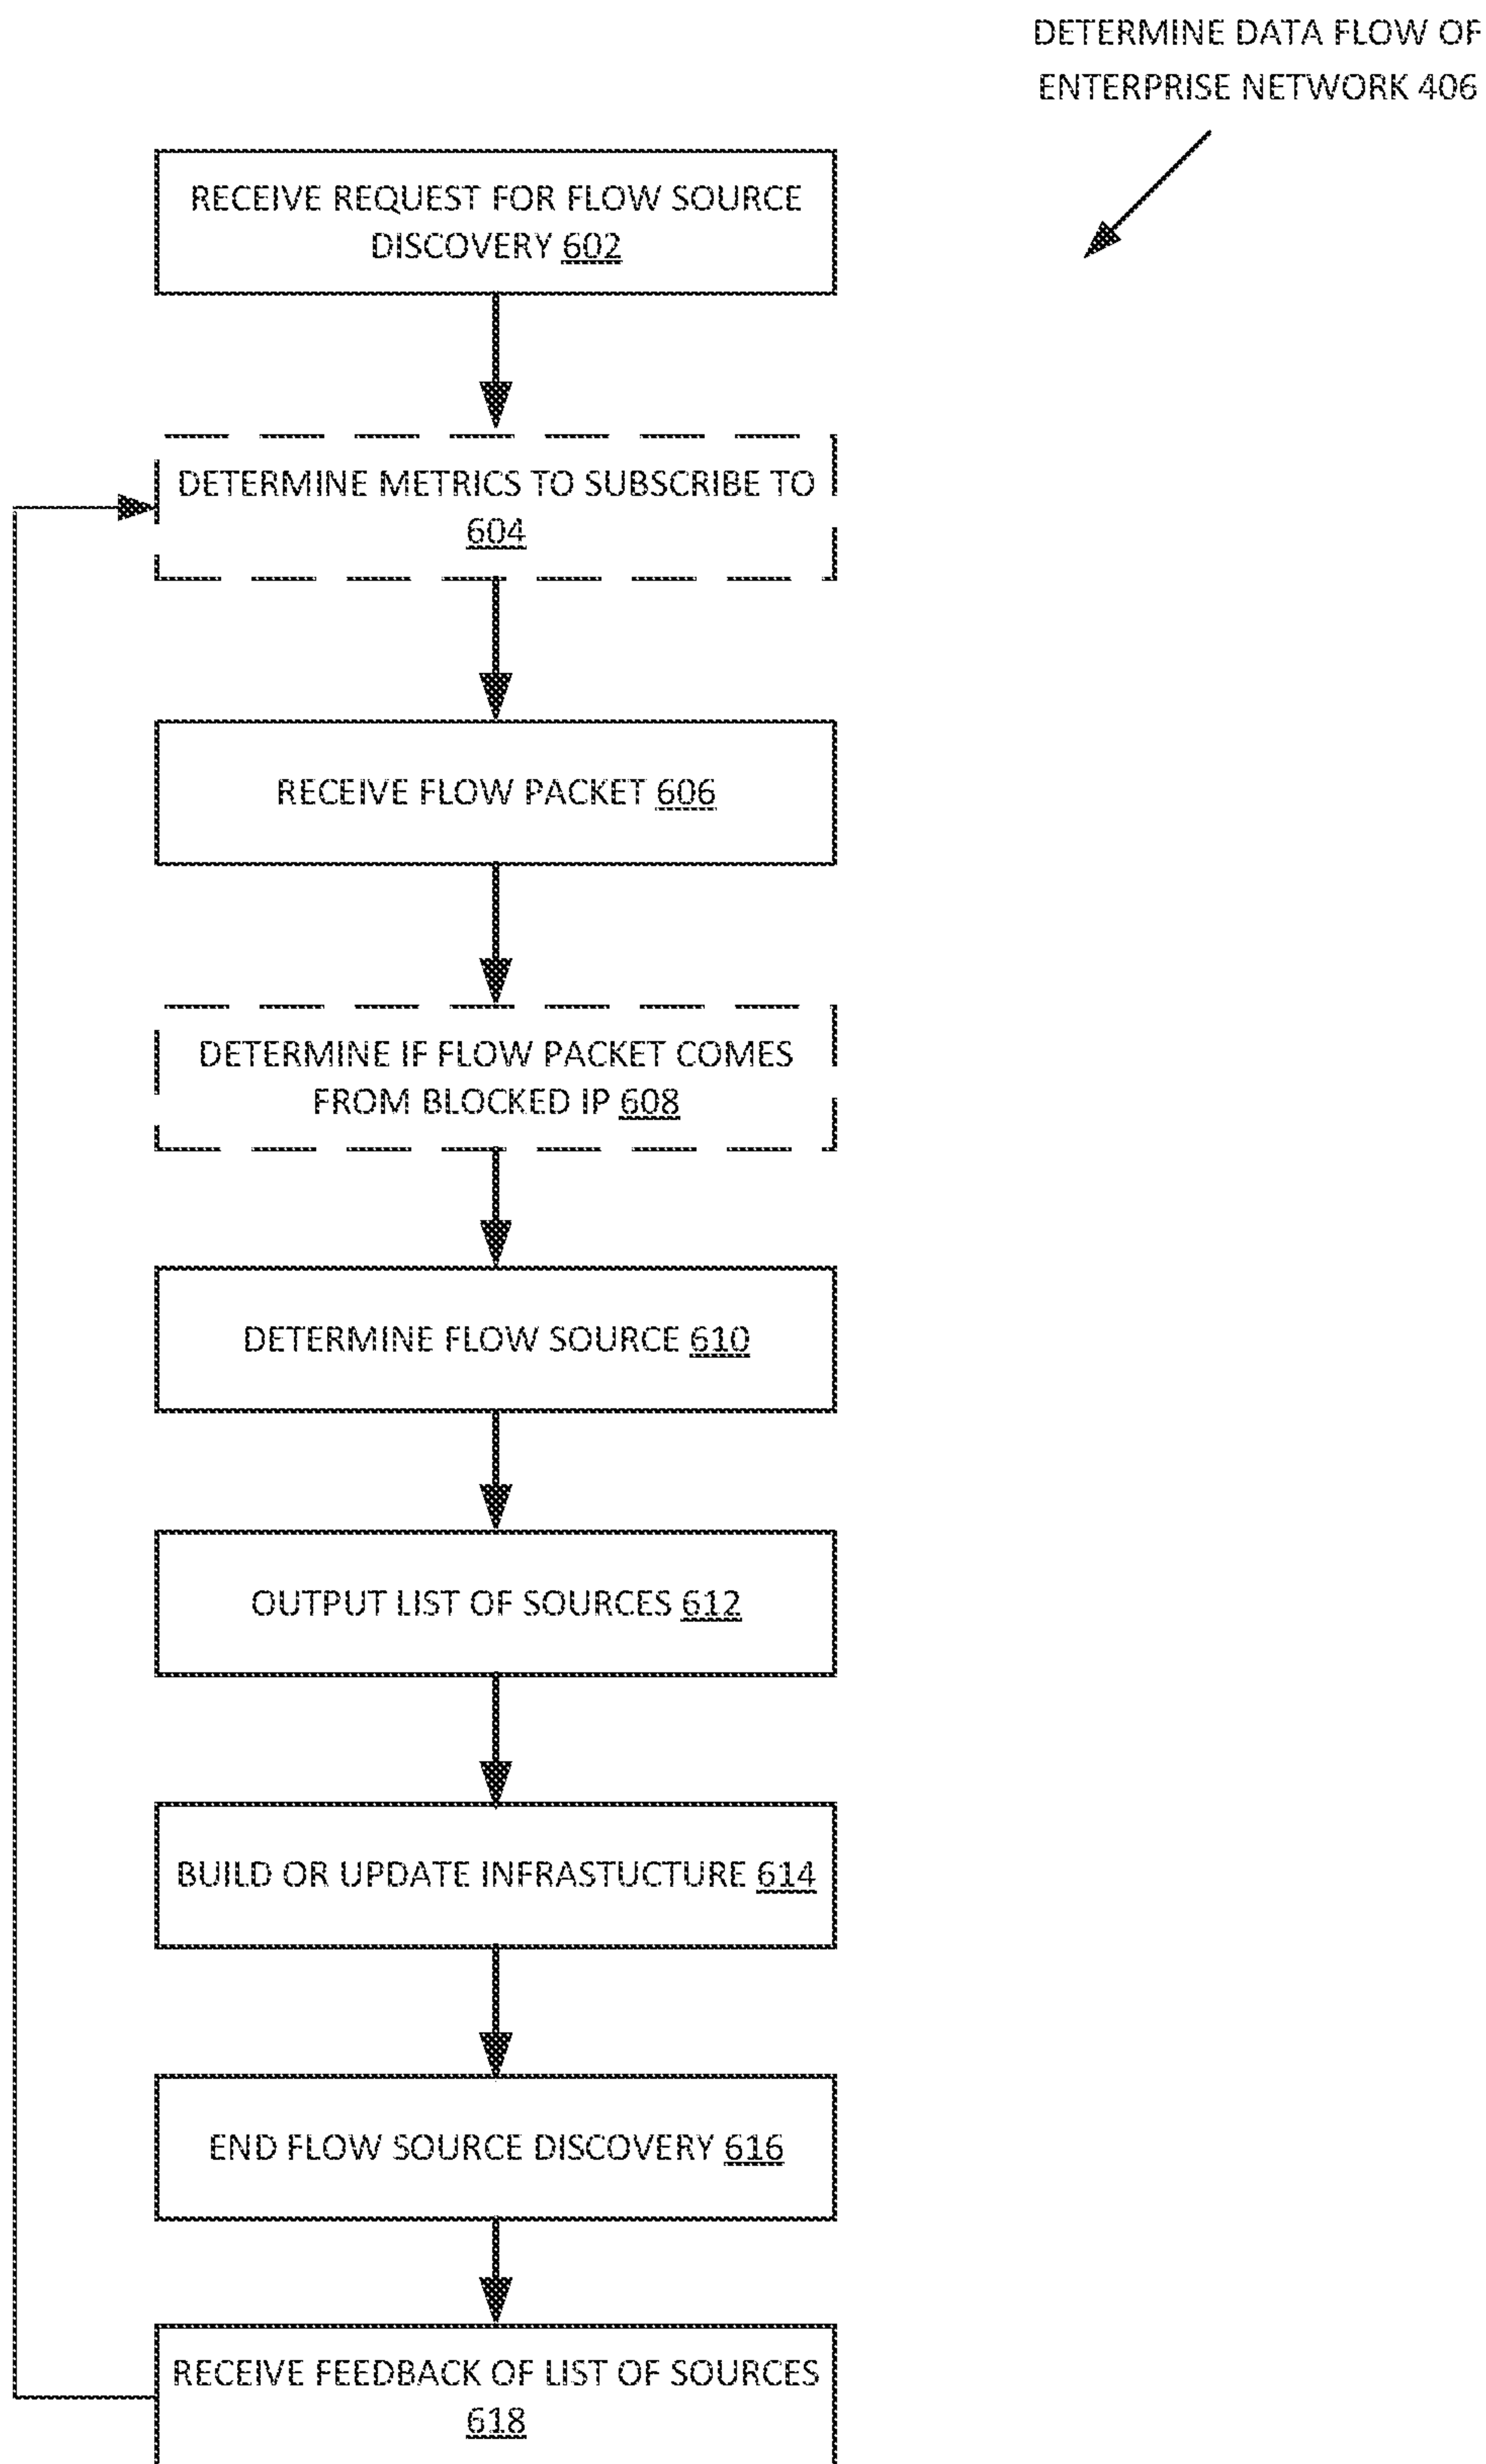 DETERMINE DATA FLOW OF
ENTERPRISE NETWORK 406
RECEIVE REQUEST FOR FLOW SOURCE
DISCOVERY 602
DETERMINE METRICS TO SUBSCRIBE TO
604
RECEIVE FLOW PACKET 606
DETERMINE IF FLOW PACKET COMES
FROM BLOCKED IP 608
DETERMINE FLOW SOURCE 610
OUTPUT LIST OF SOURCES 612
BUILD OR UPDATE INFRASTUCTURE 614
END FLOW SOURCE DISCOVERY 616
RECEIVE FEEDBACK OF LIST OF SOURCES
618